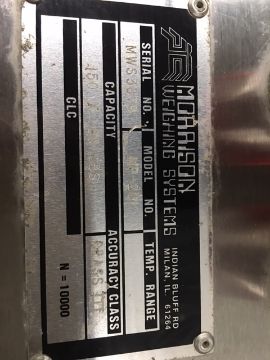 MORRISON
WEIGHING SYSTEMS
INDIAN BLUFF RD
MILAN, IL. 61264
SERIAL NO. MODEL NO. TEMP. RANGE
CAPACITY ACCURACY CLASS
CLC N = 10000